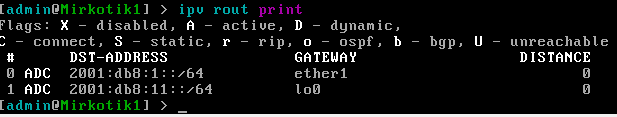 [admin@Mirkotik1] > ipv rout print
Flags: X - disabled, A - active, D - dynamic,
C - connect, S - static, r - rip, o - ospf, b - bgp, U - unreachable
# DST-ADDRESS GATEWAY DISTANCE
0 ADC 2001:db8:1::/64 ether1 0
1 ADC 2001:db8:11::/64 lo0 0
[admin@Mirkotik1] > _